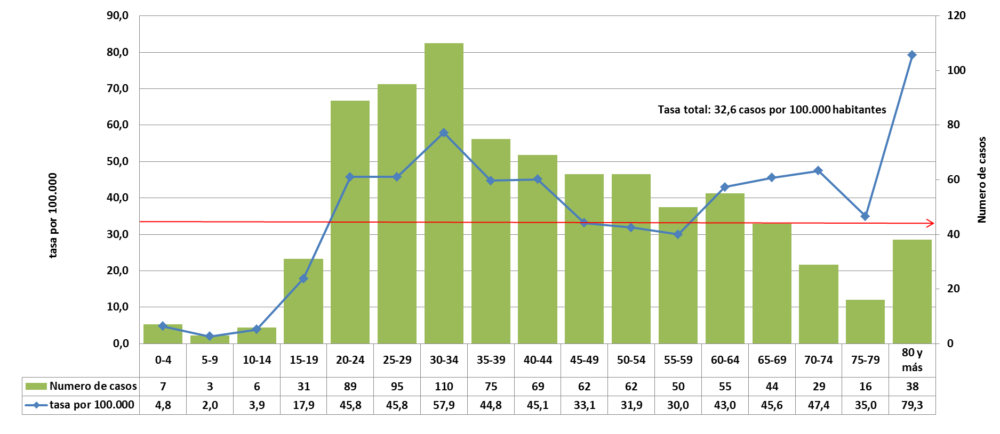 90,0
80,0
70,0
60,0
50,0
40,0
30,0
20,0
10,0
0,0
tasa por 100.000
120
100
80
60
40
20
0
Numero de casos
Tasa total: 32,6 casos por 100.000 habitantes
0-4 5-9 10-14 15-19 20-24 25-29 30-34 35-39 40-44 45-49 50-54 55-59 60-64 65-69 70-74 75-79 80 y
más
Numero de casos 7 3 6 31 89 95 110 75 69 62 62 50 55 44 29 16 38
tasa por 100.000 4,8 2,0 3,9 17,9 45,8 45,8 57,9 44,8 45,1 33,1 31,9 30,0 43,0 45,6 47,4 35,0 79,3